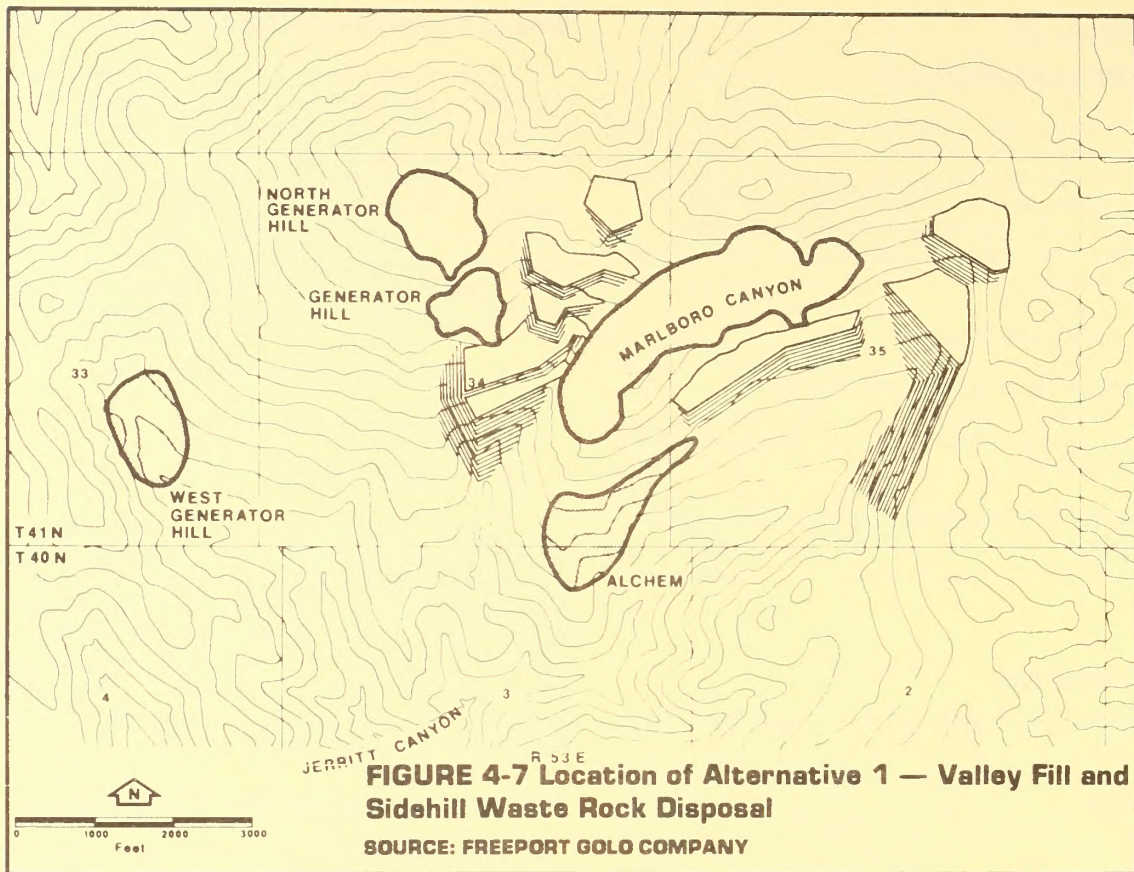 NORTH
GENERATOR
HILL
GENERATOR
HILL
MARLBORO CANYON
35
34
33
WEST
GENERATOR
HILL
T41N
T40N
ALCHEM
4
3
2
JERRITT CANYON
R 53 E
FIGURE 4-7 Location of Alternative 1 — Valley Fill and
Sidehill Waste Rock Disposal
SOURCE: FREEPORT GOLO COMPANY
N
0 1000 2000 3000
Feet